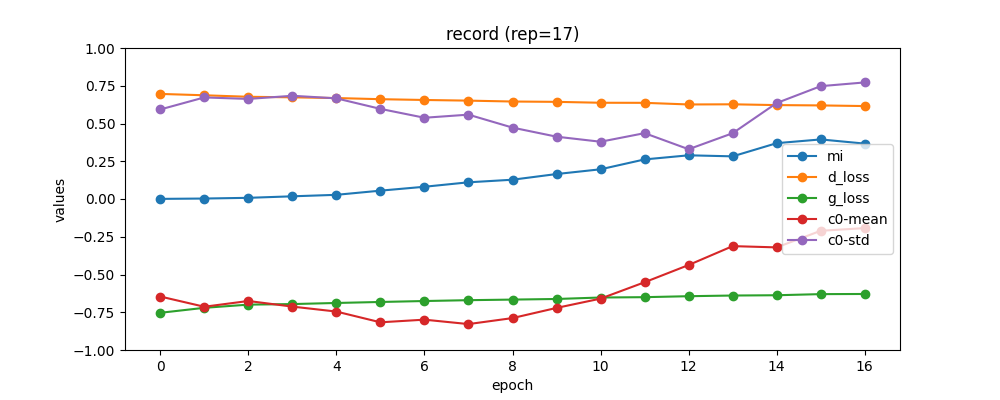 record (rep=17)
1.00
0.75
0.50
0.25
0.00
−0.25
−0.50
−0.75
−1.00
values
mi
d_loss
g_loss
c0-mean
c0-std
0 2 4 6 8 10 12 14 16
epoch